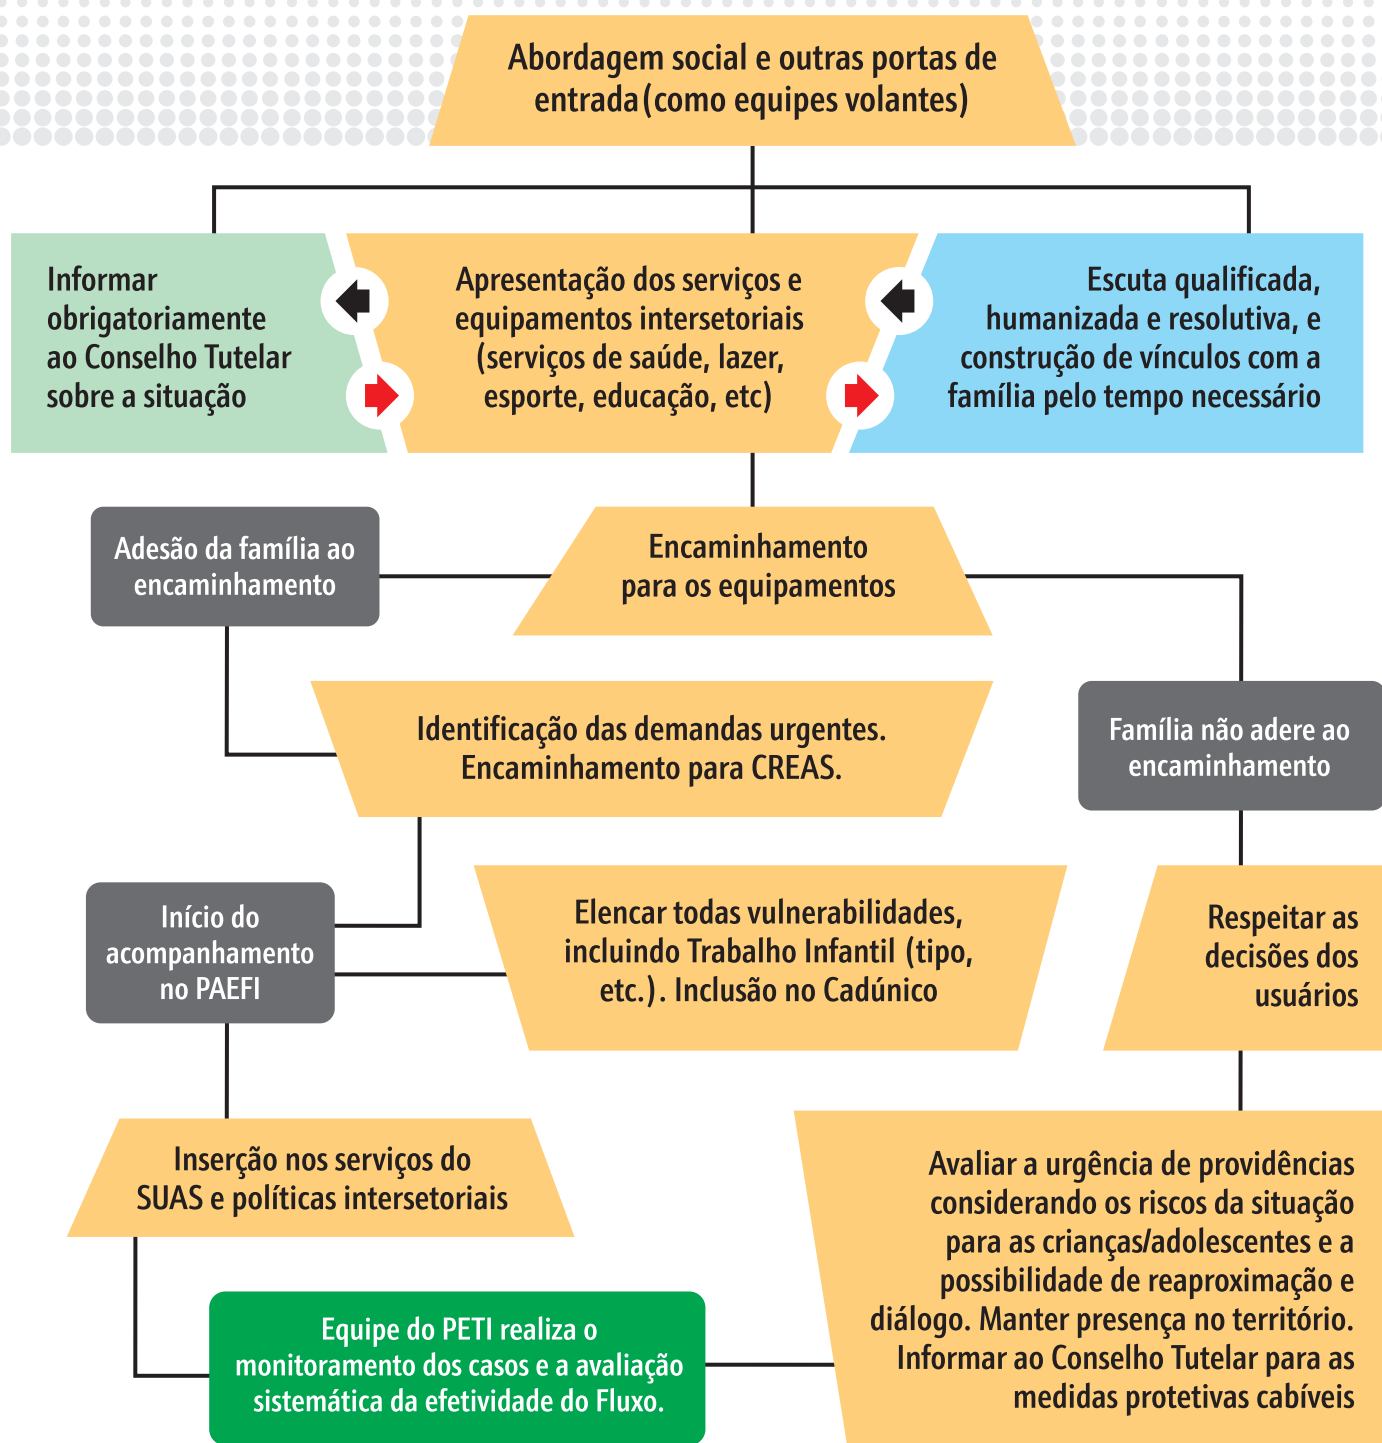 Abordagem social e outras portas de
entrada (como equipes volantes)
Informar
obrigatoriamente
ao Conselho Tutelar
sobre a situação
Apresentação dos serviços e
equipamentos intersetoriais
(serviços de saúde, lazer,
esporte, educação, etc)
Escuta qualificada,
humanizada e resolutiva, e
construção de vínculos com a
família pelo tempo necessário
Adesão da família ao
encaminhamento
Encaminhamento
para os equipamentos
Identificação das demandas urgentes.
Encaminhamento para CREAS.
Família não adere ao
encaminhamento
Início do
acompanhamento
no PAEFI
Elencar todas vulnerabilidades,
incluindo Trabalho Infantil (tipo,
etc.). Inclusão no Cadúnico
Respeitar as
decisões dos
usuários
Inserção nos serviços do
SUAS e políticas intersetoriais
Avaliar a urgência de providências
considerando os riscos da situação
para as crianças/adolescentes e a
possibilidade de reaproximação e
diálogo. Manter presença no território.
Informar ao Conselho Tutelar para as
medidas protetivas cabíveis
Equipe do PETI realiza o
monitoramento dos casos e a avaliação
sistemática da efetividade do Fluxo.